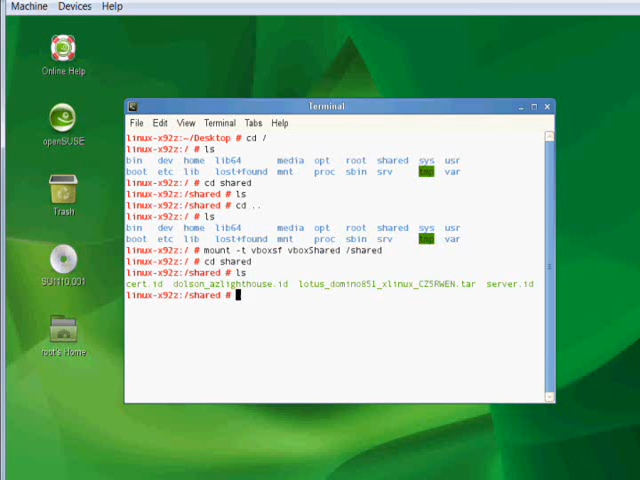 Machine Devices Help
Online Help
openSUSE
Trash
SU1110.001
root's Home
Terminal
File Edit View Terminal Tabs Help
linux-x92z:~/Desktop # cd /
linux-x92z:/ # ls
bin dev home lib64 media opt root shared sys usr
boot etc lib lost+found mnt proc sbin srv tmp var
linux-x92z:/ # cd shared
linux-x92z:/shared # ls
linux-x92z:/shared # cd ..
linux-x92z:/ # ls
bin dev home lib64 media opt root shared sys usr
boot etc lib lost+found mnt proc sbin srv tmp var
linux-x92z:/ # mount -t vboxsf vboxShared /shared
linux-x92z:/ # cd shared
linux-x92z:/shared # ls
cert.id dolson_azlighthouse.id lotus_domino851_xlinux_CZ5RWEN.tar server.id
linux-x92z:/shared #